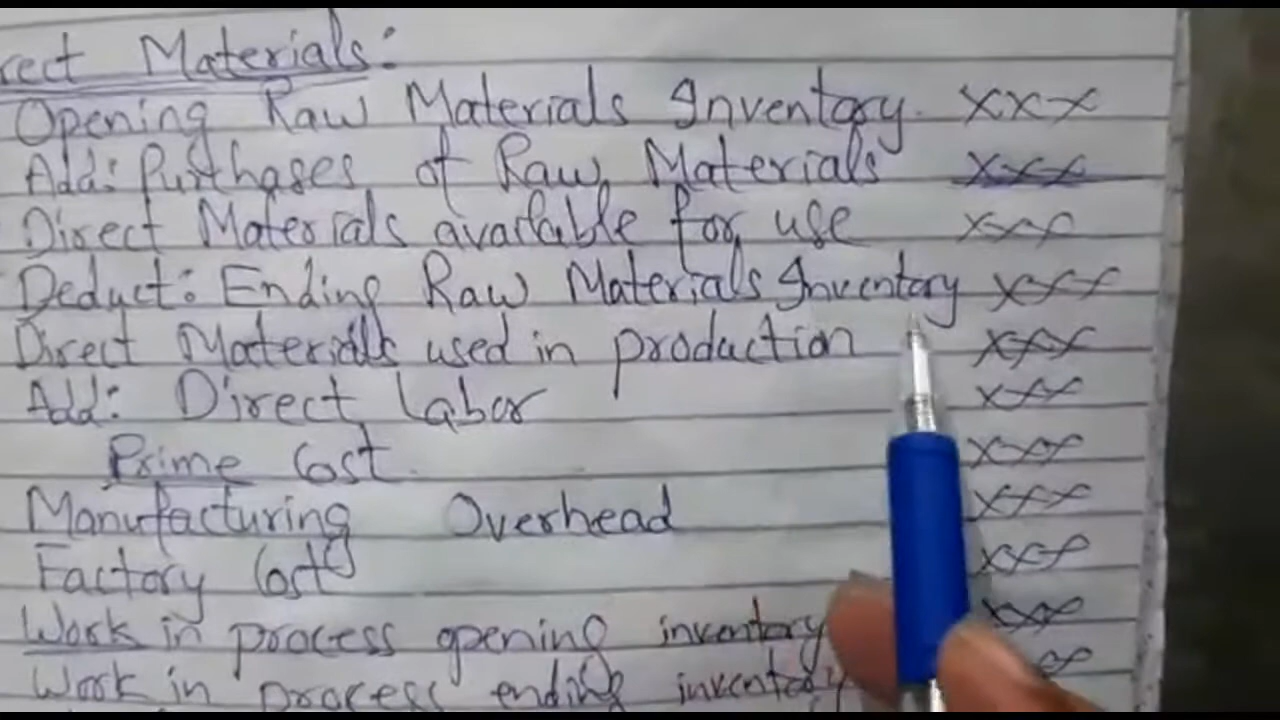 rect Materials:
Opening Raw Materials Inventory. xxx
Add: Purchases of Raw Materials xxx
Direct Materials available for use xxx
Deduct: Ending Raw Materials Inventory xxx
Direct Materials used in production xxx
Add: Direct Labor xxx
Prime Cost. xxx
Manufacturing Overhead xxx
Factory Cost xxx
Work in process opening inventory xxx
Work in process ending inventory